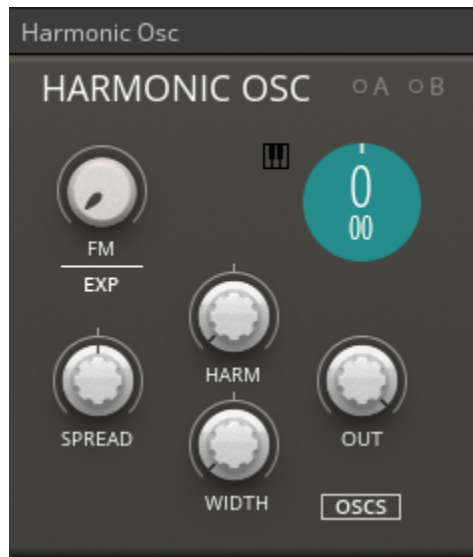 Harmonic Osc
HARMONIC OSC A B
0
00
FM
EXP
HARM
SPREAD
OUT
WIDTH
OSCS